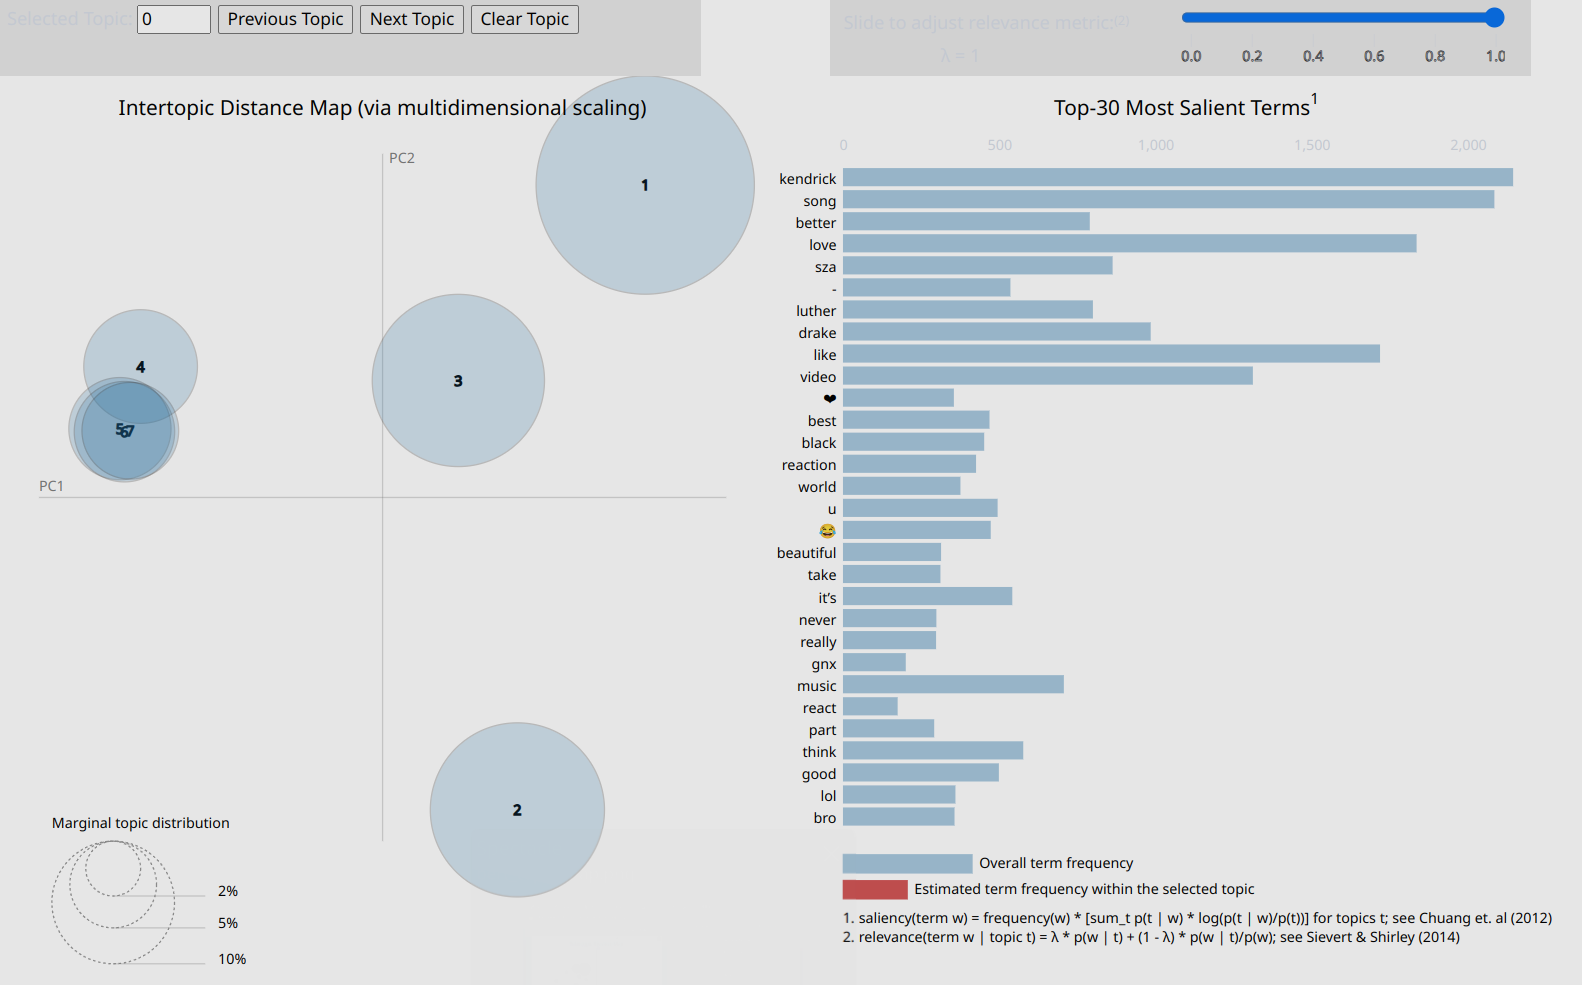 Selected Topic: 0 Previous Topic Next Topic Clear Topic
Slide to adjust relevance metric:(2)
λ = 1
0.0 0.2 0.4 0.6 0.8 1.0
Intertopic Distance Map (via multidimensional scaling)
PC2
PC1
1
2
3
4
5
6
7
Marginal topic distribution
2%
5%
10%
Top-30 Most Salient Terms1
0 500 1,000 1,500 2,000
kendrick
song
better
love
sza
-
luther
drake
like
video
❤
best
black
reaction
world
u
😂
beautiful
take
it’s
never
really
gnx
music
react
part
think
good
lol
bro
Overall term frequency
Estimated term frequency within the selected topic
1. saliency(term w) = frequency(w) * [sum_t p(t | w) * log(p(t | w)/p(t))] for topics t; see Chuang et. al (2012)
2. relevance(term w | topic t) = λ * p(w | t) + (1 - λ) * p(w | t)/p(w); see Sievert & Shirley (2014)